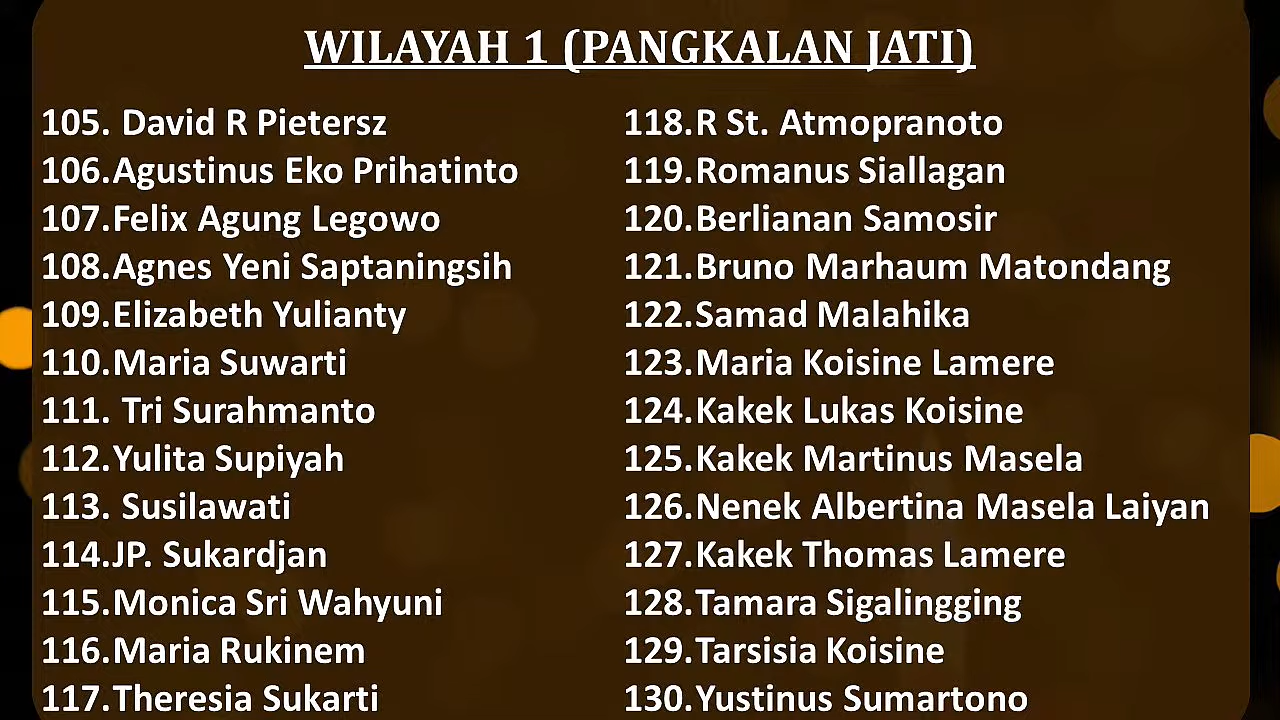 WILAYAH 1 (PANGKALAN JATI)
105. David R Pietersz
106.Agustinus Eko Prihatinto
107.Felix Agung Legowo
108.Agnes Yeni Saptaningsih
109.Elizabeth Yulianty
110.Maria Suwarti
111. Tri Surahmanto
112.Yulita Supiyah
113. Susilawati
114.JP. Sukardjan
115.Monica Sri Wahyuni
116.Maria Rukinem
117.Theresia Sukarti
118.R St. Atmopranoto
119.Romanus Siallagan
120.Berlianan Samosir
121.Bruno Marhaum Matondang
122.Samad Malahika
123.Maria Koisine Lamere
124.Kakek Lukas Koisine
125.Kakek Martinus Masela
126.Nenek Albertina Masela Laiyan
127.Kakek Thomas Lamere
128.Tamara Sigalingging
129.Tarsisia Koisine
130.Yustinus Sumartono